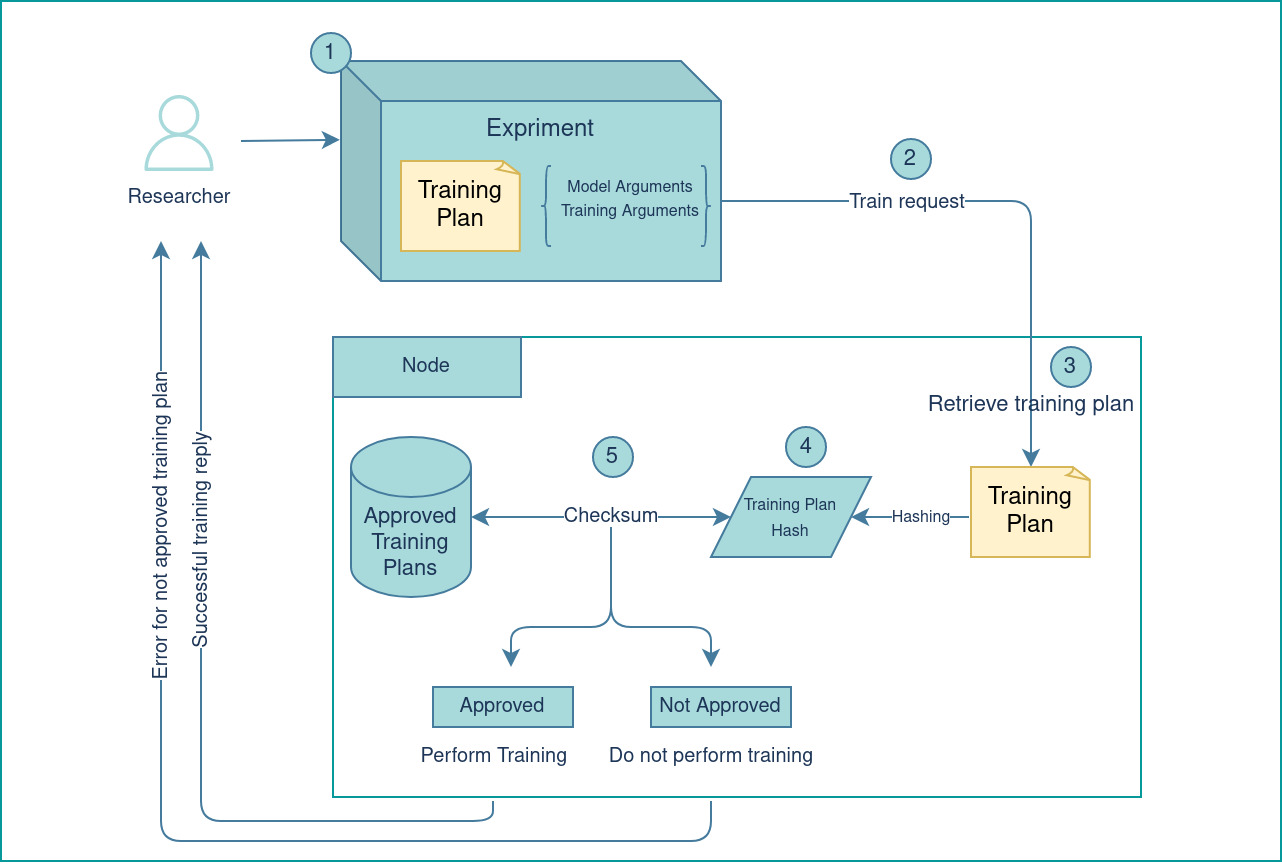 1
Expriment
Training
Plan
Model Arguments
Training Arguments
Researcher
2
Train request
Node
3
Retrieve training plan
4
5
Approved
Training
Plans
Checksum
Training Plan
Hash
Hashing
Training
Plan
Approved
Not Approved
Perform Training
Do not perform training
Error for not approved training plan
Successful training reply